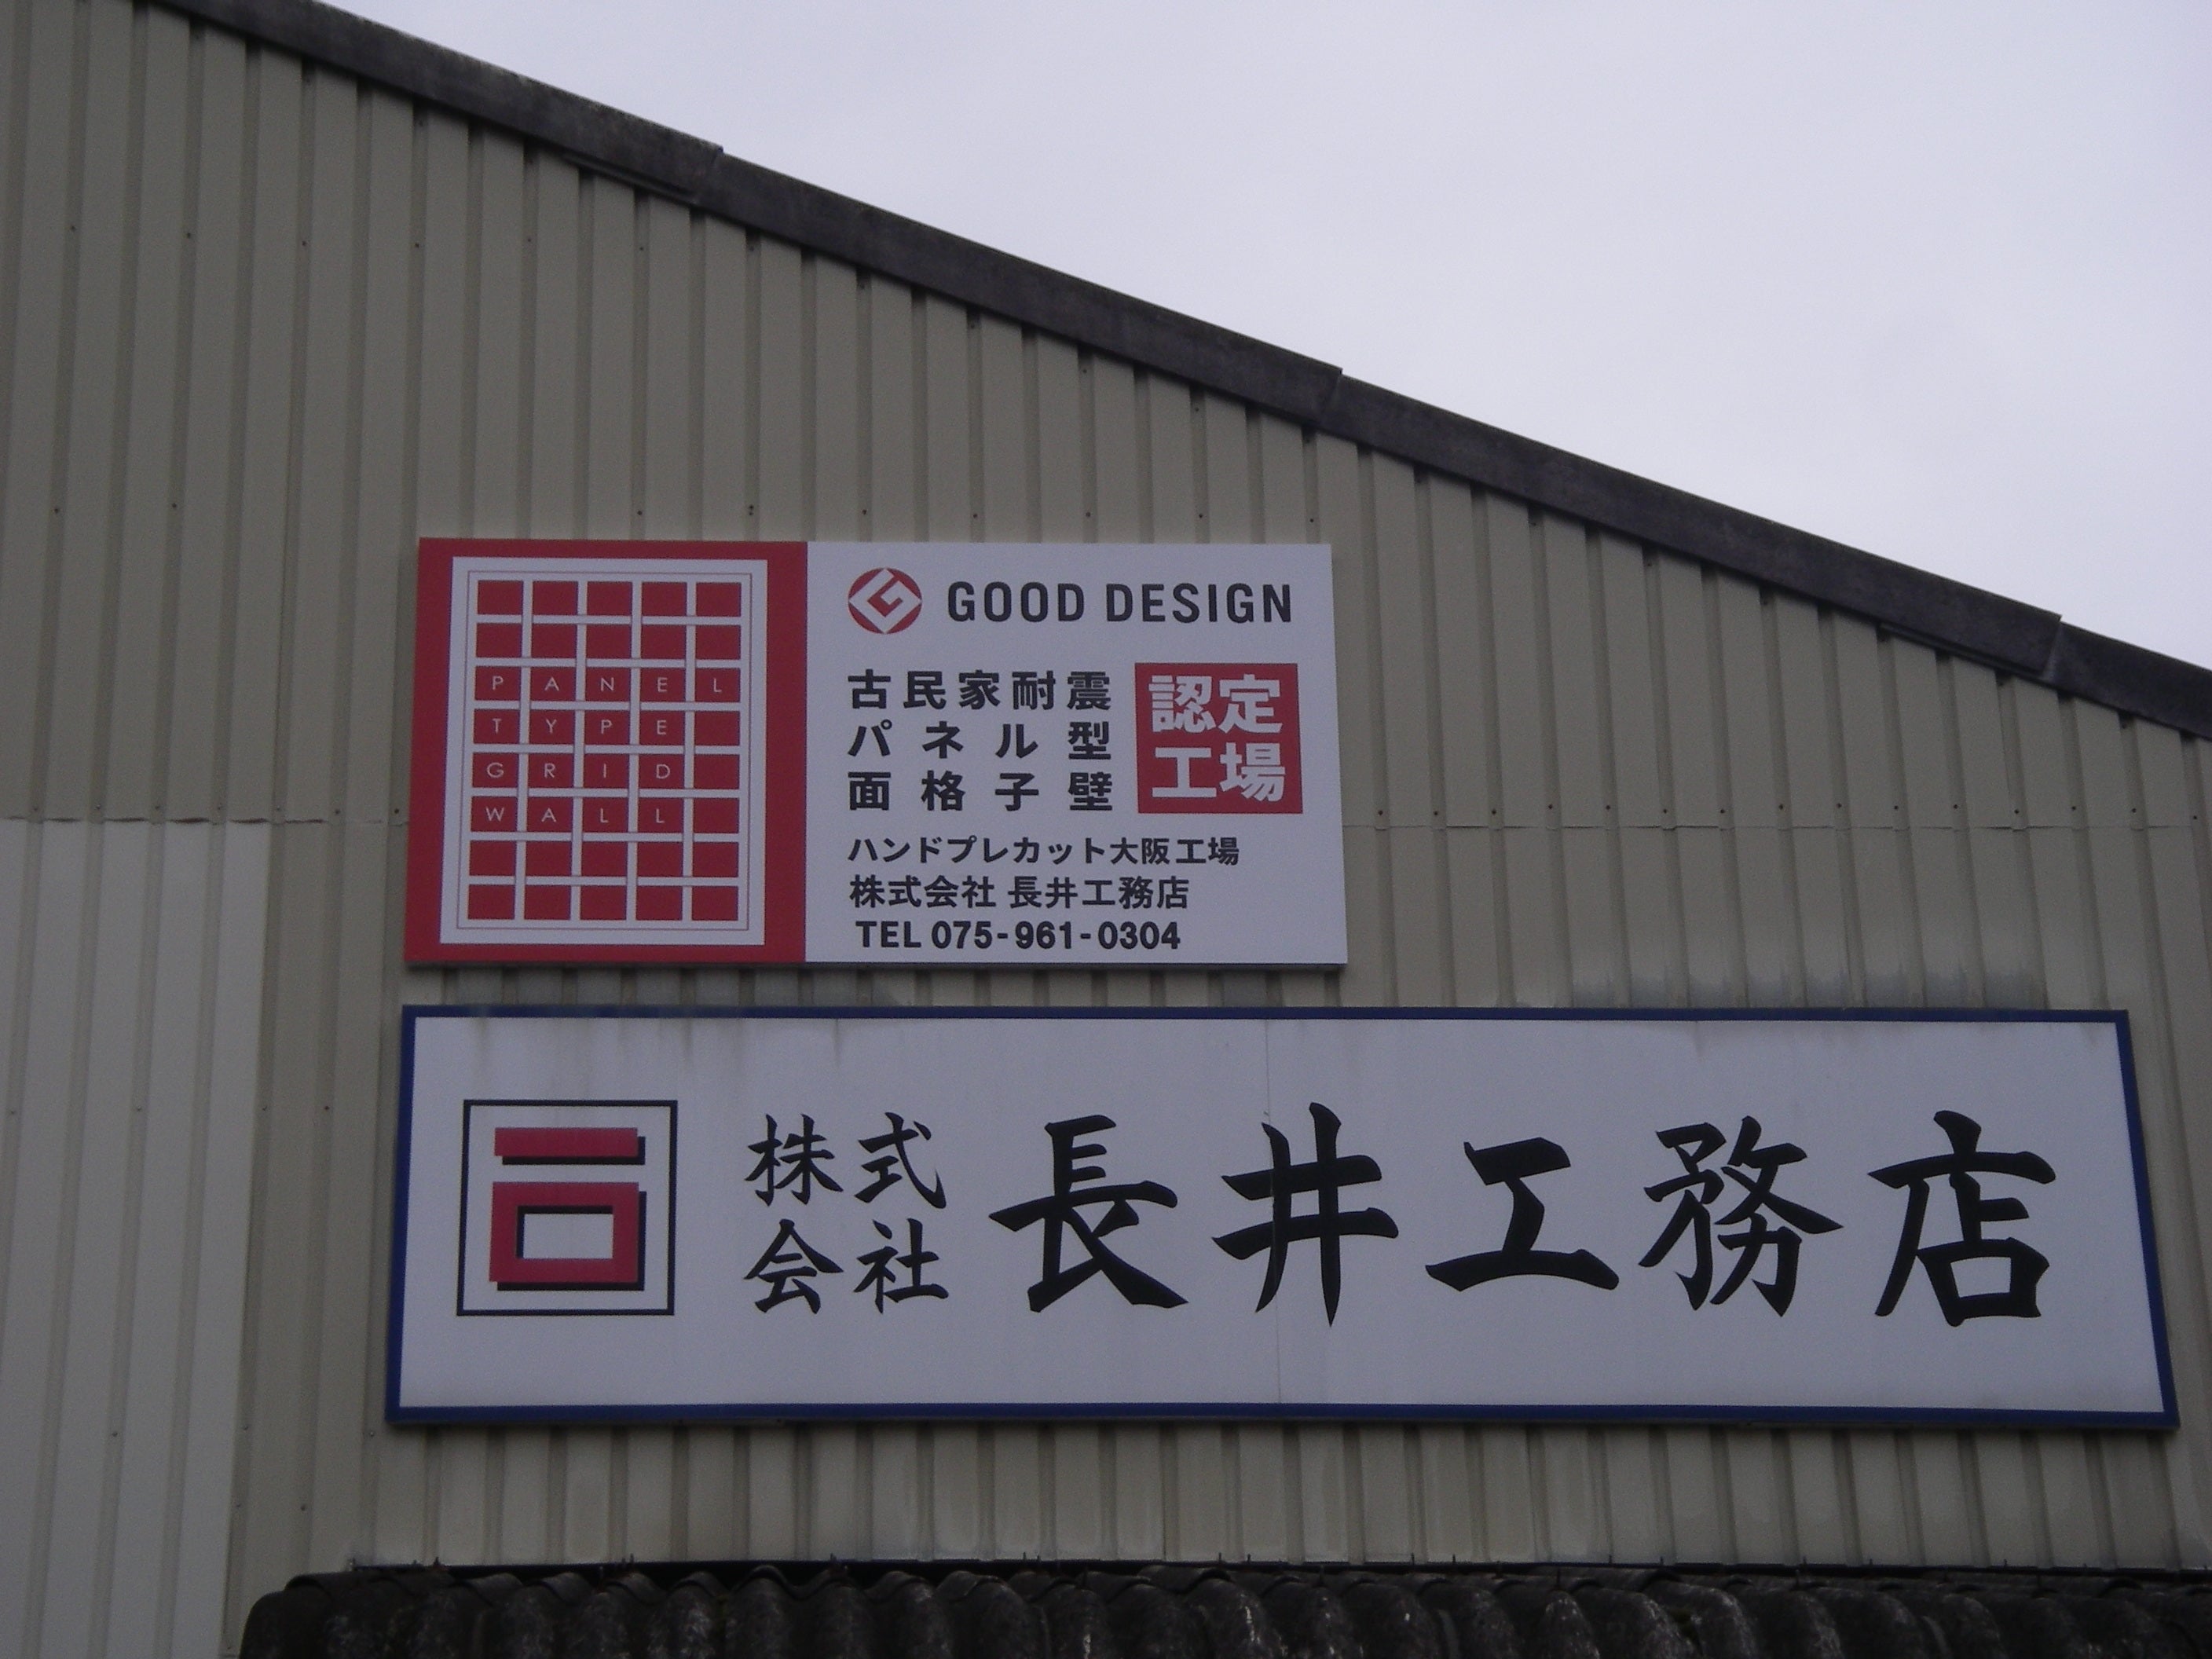 PANEL
TYPE
GRID
WALL
GOOD DESIGN
古民家耐震
パネル型
面格子壁
認定
工場
ハンドプレカット大阪工場
株式会社 長井工務店
TEL 075-961-0304
株式会社 長井工務店